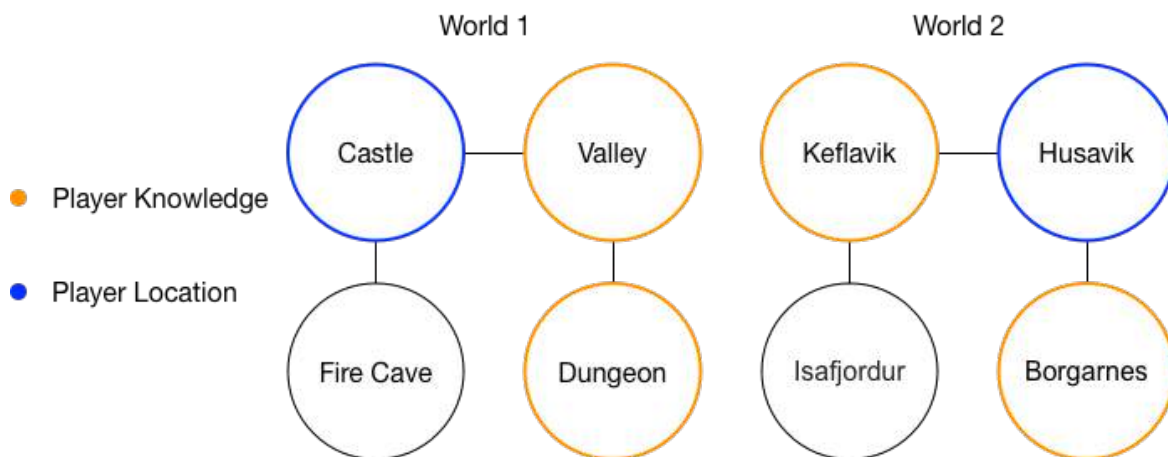 World 1
World 2
Castle
Valley
Keflavik
Husavik
Player Knowledge
Player Location
Fire Cave
Dungeon
Isafjordur
Borgarnes